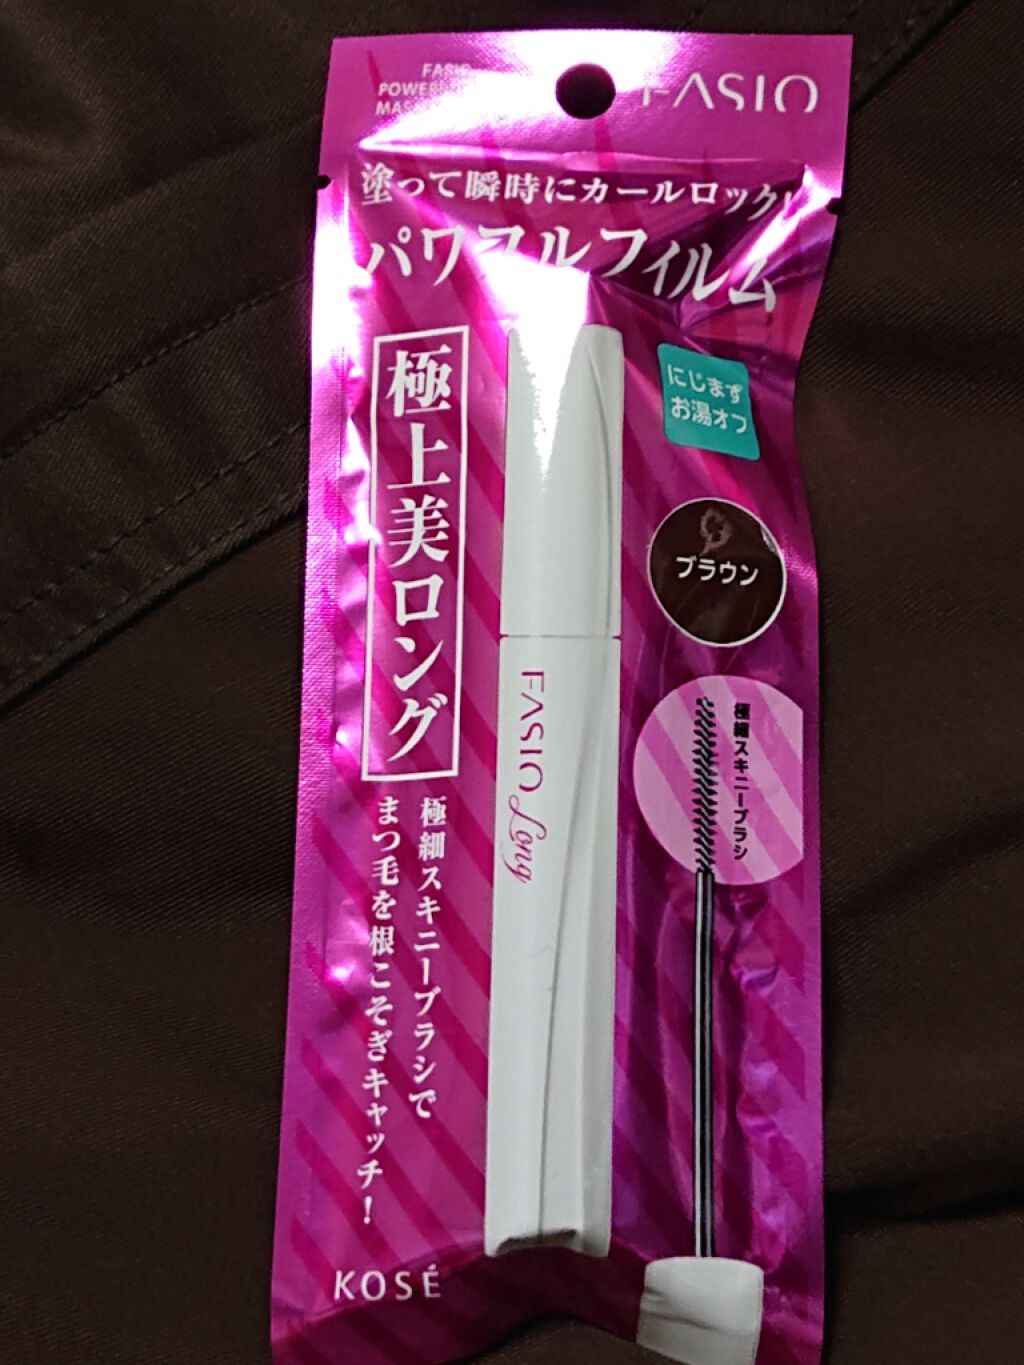 FASIO
塗って瞬時にカールロック!
パワフルフィルム
極上美ロング
にじまず
お湯オフ
ブラウン
極細スキニーブラシ
FASIO Long
極細スキニーブラシで
まつ毛を根こそぎキャッチ!
KOSÉ